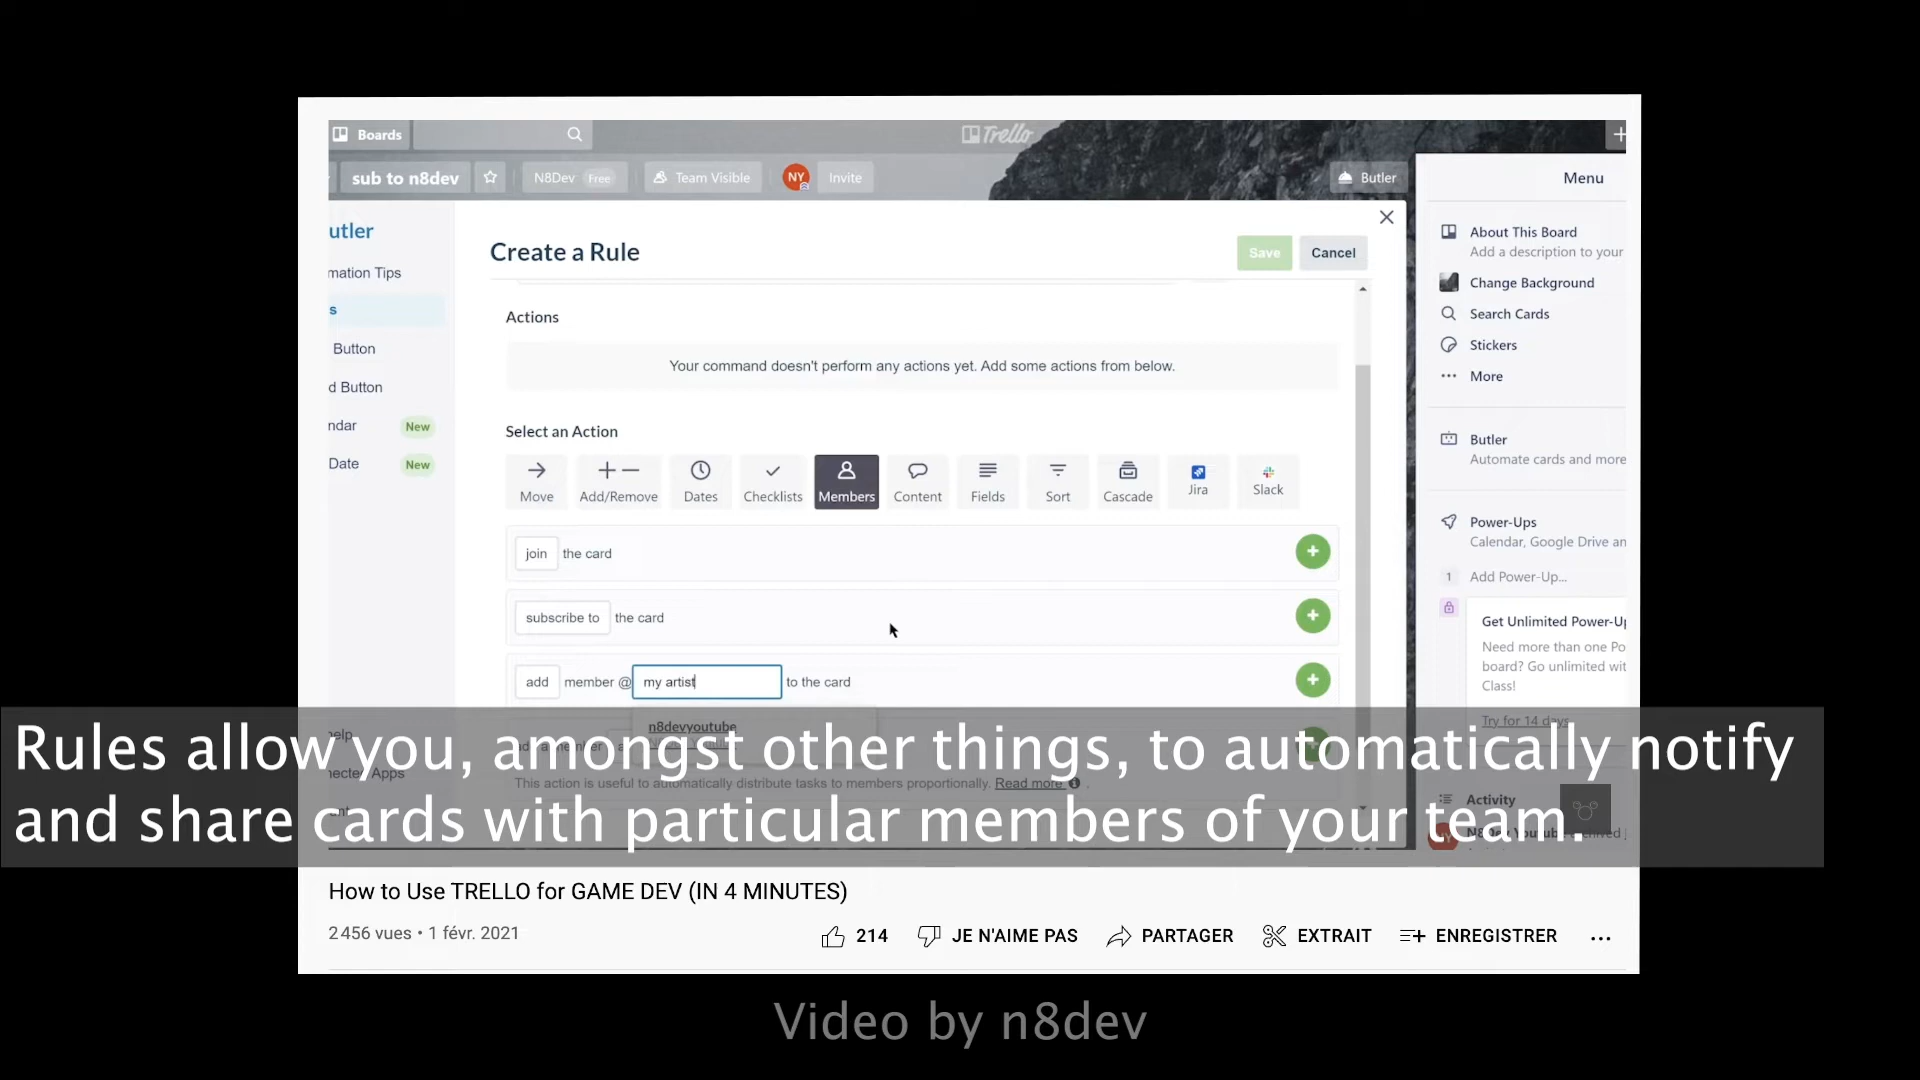 Boards
Trello
sub to n8dev
N8Dev Free
Team Visible
NY
Invite
Butler
Menu
utler
mation Tips
s
Button
d Button
ndar New
Date New
Create a Rule
Save
Cancel
Actions
Your command doesn't perform any actions yet. Add some actions from below.
Select an Action
Move
Add/Remove
Dates
Checklists
Members
Content
Fields
Sort
Cascade
Jira
Slack
join the card
subscribe to the card
add member @ my artist to the card
n8devyoutube
This action is useful to automatically distribute tasks to members proportionally. Read more
About This Board
Add a description to your
Change Background
Search Cards
Stickers
More
Butler
Automate cards and more
Power-Ups
Calendar, Google Drive an
1 Add Power-Up...
Get Unlimited Power-Up
Need more than one Po
board? Go unlimited wit
Class!
Try for 14 days
Activity
Rules allow you, amongst other things, to automatically notify
and share cards with particular members of your team.
How to Use TRELLO for GAME DEV (IN 4 MINUTES)
2 456 vues • 1 févr. 2021
214
JE N'AIME PAS
PARTAGER
EXTRAIT
ENREGISTRER
Video by n8dev